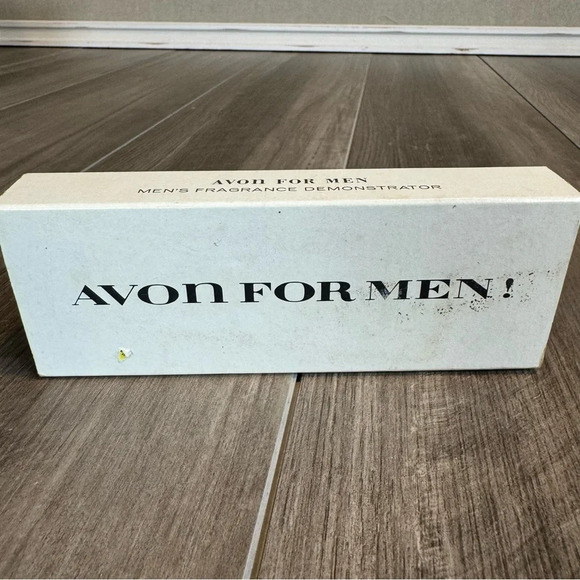 AVON FOR MEN
MEN'S FRAGRANCE DEMONSTRATOR
AVON FOR MEN!